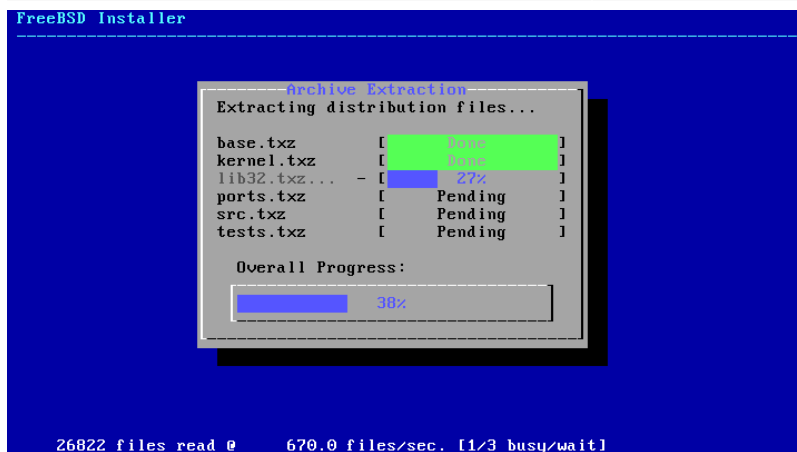 FreeBSD Installer
Archive Extraction
Extracting distribution files...
base.txz [ Done ]
kernel.txz [ Done ]
lib32.txz... - [ 27% ]
ports.txz [ Pending ]
src.txz [ Pending ]
tests.txz [ Pending ]
Overall Progress:
38%
26822 files read @ 670.0 files/sec. [1/3 busy/wait]